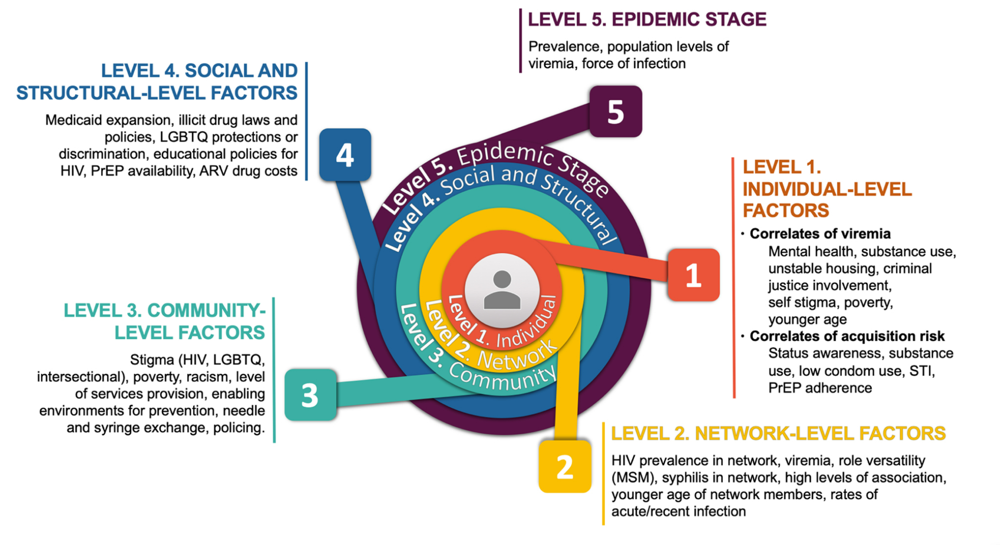 LEVEL 5. EPIDEMIC STAGE
Prevalence, population levels of
viremia, force of infection
5
LEVEL 4. SOCIAL AND
STRUCTURAL-LEVEL FACTORS
Medicaid expansion, illicit drug laws and
policies, LGBTQ protections or
discrimination, educational policies for
HIV, PrEP availability, ARV drug costs
4
Level 5. Epidemic Stage
Level 4. Social and Structural
Level 1. Individual
Level 2. Network
Level 3. Community
LEVEL 1.
INDIVIDUAL-LEVEL
FACTORS
· Correlates of viremia
Mental health, substance use,
unstable housing, criminal
justice involvement,
self stigma, poverty,
younger age
· Correlates of acquisition risk
Status awareness, substance
use, low condom use, STI,
PrEP adherence
1
LEVEL 3. COMMUNITY-
LEVEL FACTORS
Stigma (HIV, LGBTQ,
intersectional), poverty, racism, level
of services provision, enabling
environments for prevention, needle
and syringe exchange, policing.
3
2
LEVEL 2. NETWORK-LEVEL FACTORS
HIV prevalence in network, viremia, role versatility
(MSM), syphilis in network, high levels of association,
younger age of network members, rates of
acute/recent infection